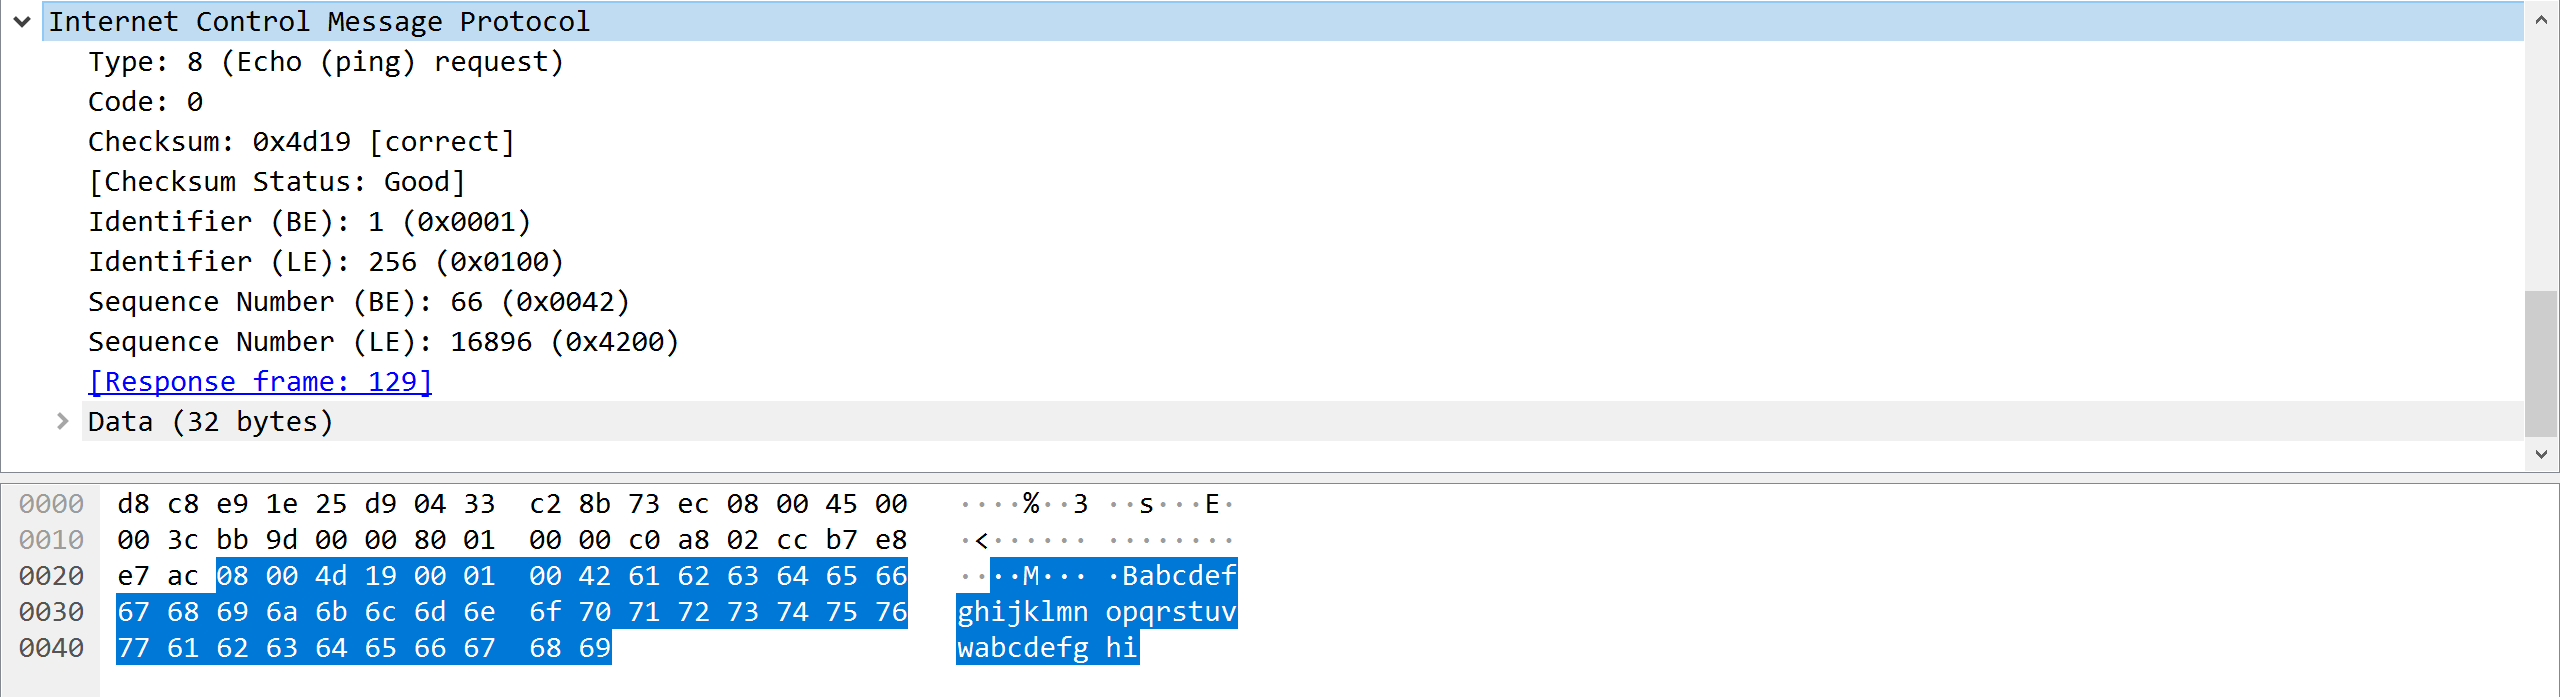 Internet Control Message Protocol
Type: 8 (Echo (ping) request)
Code: 0
Checksum: 0x4d19 [correct]
[Checksum Status: Good]
Identifier (BE): 1 (0x0001)
Identifier (LE): 256 (0x0100)
Sequence Number (BE): 66 (0x0042)
Sequence Number (LE): 16896 (0x4200)
[Response frame: 129]
Data (32 bytes)
0000 d8 c8 e9 1e 25 d9 04 33 c2 8b 73 ec 08 00 45 00 ····%··3 ··s···E·
0010 00 3c bb 9d 00 00 80 01 00 00 c0 a8 02 cc b7 e8 ·<······ ········
0020 e7 ac 08 00 4d 19 00 01 00 42 61 62 63 64 65 66 ····M··· ·Babcdef
0030 67 68 69 6a 6b 6c 6d 6e 6f 70 71 72 73 74 75 76 ghijklmn opqrstuv
0040 77 61 62 63 64 65 66 67 68 69 wabcdefg hi